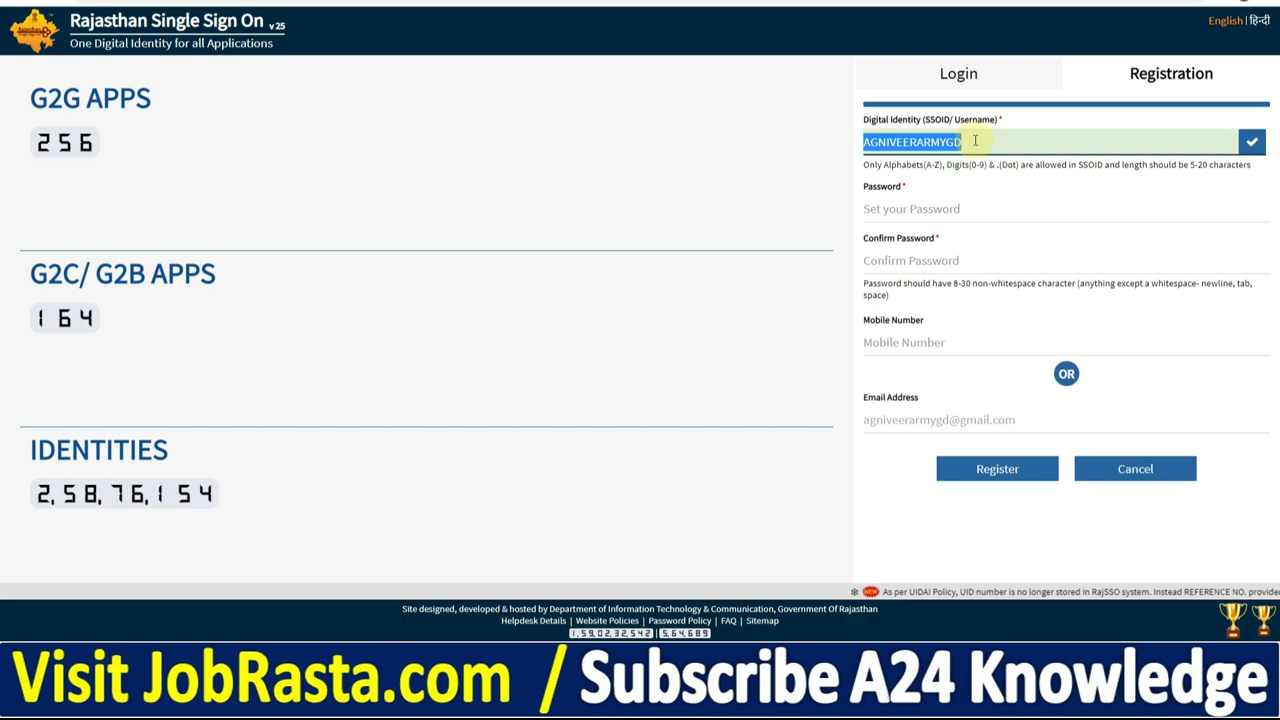 Rajasthan Single Sign On v 25
One Digital Identity for all Applications
English | हिन्दी
G2G APPS
256
G2C/ G2B APPS
164
IDENTITIES
2,58,76,154
Login
Registration
Digital Identity (SSOID/ Username) *
AGNIVEERARMYGD
Only Alphabets(A-Z), Digits(0-9) & .(Dot) are allowed in SSOID and length should be 5-20 characters
Password *
Set your Password
Confirm Password *
Confirm Password
Password should have 8-30 non-whitespace character (anything except a whitespace- newline, tab,
space)
Mobile Number
Mobile Number
OR
Email Address
agniveerarmygd@gmail.com
Register
Cancel
NEW As per UIDAI Policy, UID number is no longer stored in RajSSO system. Instead REFERENCE NO. provide
Site designed, developed & hosted by Department of Information Technology & Communication, Government Of Rajasthan
Helpdesk Details | Website Policies | Password Policy | FAQ | Sitemap
1,59,02,32,542 | 5,64,689
Visit JobRasta.com / Subscribe A24 Knowledge